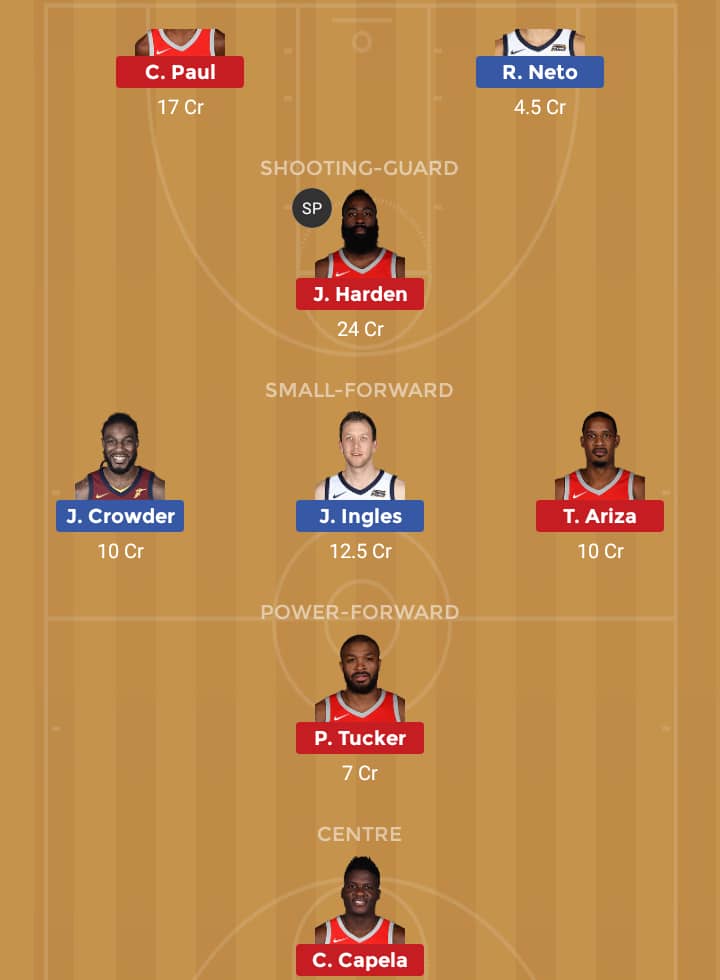 C. Paul
R. Neto
17 Cr
4.5 Cr
SHOOTING-GUARD
SP
J. Harden
24 Cr
SMALL-FORWARD
J. Crowder
J. Ingles
T. Ariza
10 Cr
12.5 Cr
10 Cr
POWER-FORWARD
P. Tucker
7 Cr
CENTRE
C. Capela